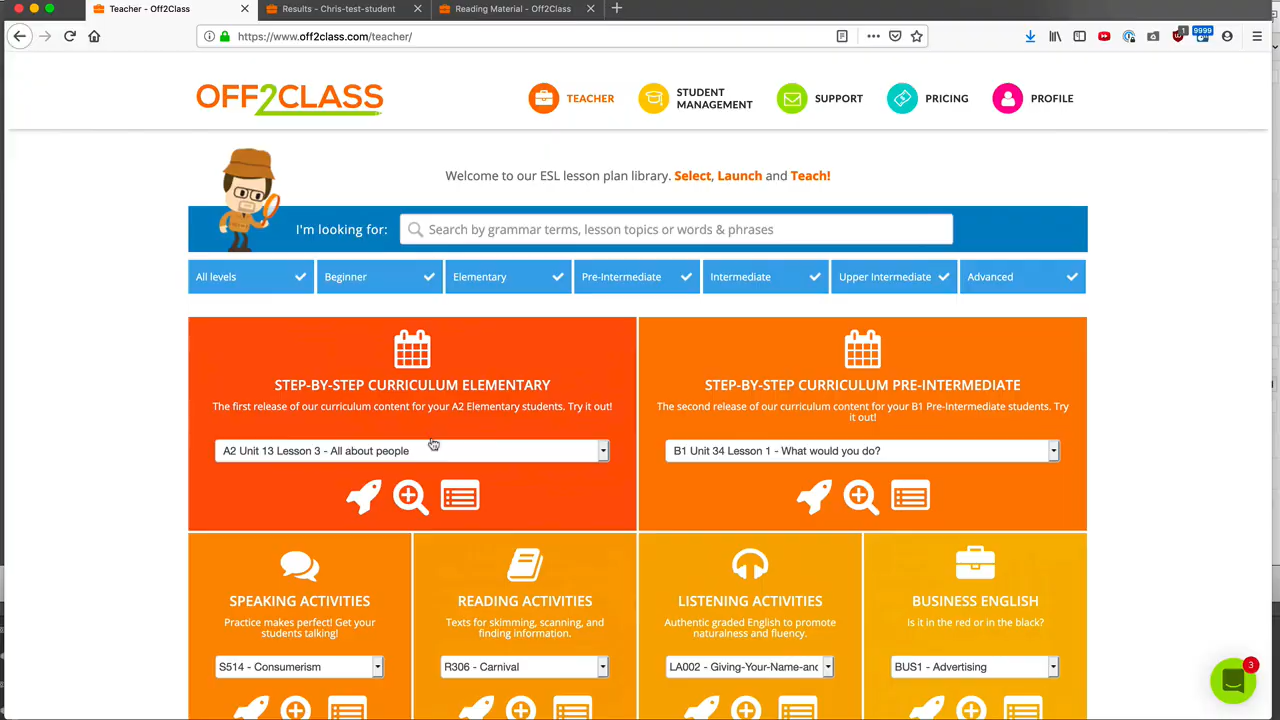 Teacher - Off2Class
Results - Chris-test-student
Reading Material - Off2Class
https://www.off2class.com/teacher/
1
9999
OFF2CLASS
TEACHER
STUDENT
MANAGEMENT
SUPPORT
PRICING
PROFILE
Welcome to our ESL lesson plan library. Select, Launch and Teach!
I'm looking for:
Search by grammar terms, lesson topics or words & phrases
All levels
Beginner
Elementary
Pre-Intermediate
Intermediate
Upper Intermediate
Advanced
STEP-BY-STEP CURRICULUM ELEMENTARY
The first release of our curriculum content for your A2 Elementary students. Try it out!
A2 Unit 13 Lesson 3 - All about people
STEP-BY-STEP CURRICULUM PRE-INTERMEDIATE
The second release of our curriculum content for your B1 Pre-Intermediate students. Try
it out!
B1 Unit 34 Lesson 1 - What would you do?
SPEAKING ACTIVITIES
Practice makes perfect! Get your
students talking!
S514 - Consumerism
READING ACTIVITIES
Texts for skimming, scanning, and
finding information.
R306 - Carnival
LISTENING ACTIVITIES
Authentic graded English to promote
naturalness and fluency.
LA002 - Giving-Your-Name-anc
BUSINESS ENGLISH
Is it in the red or in the black?
BUS1 - Advertising
3